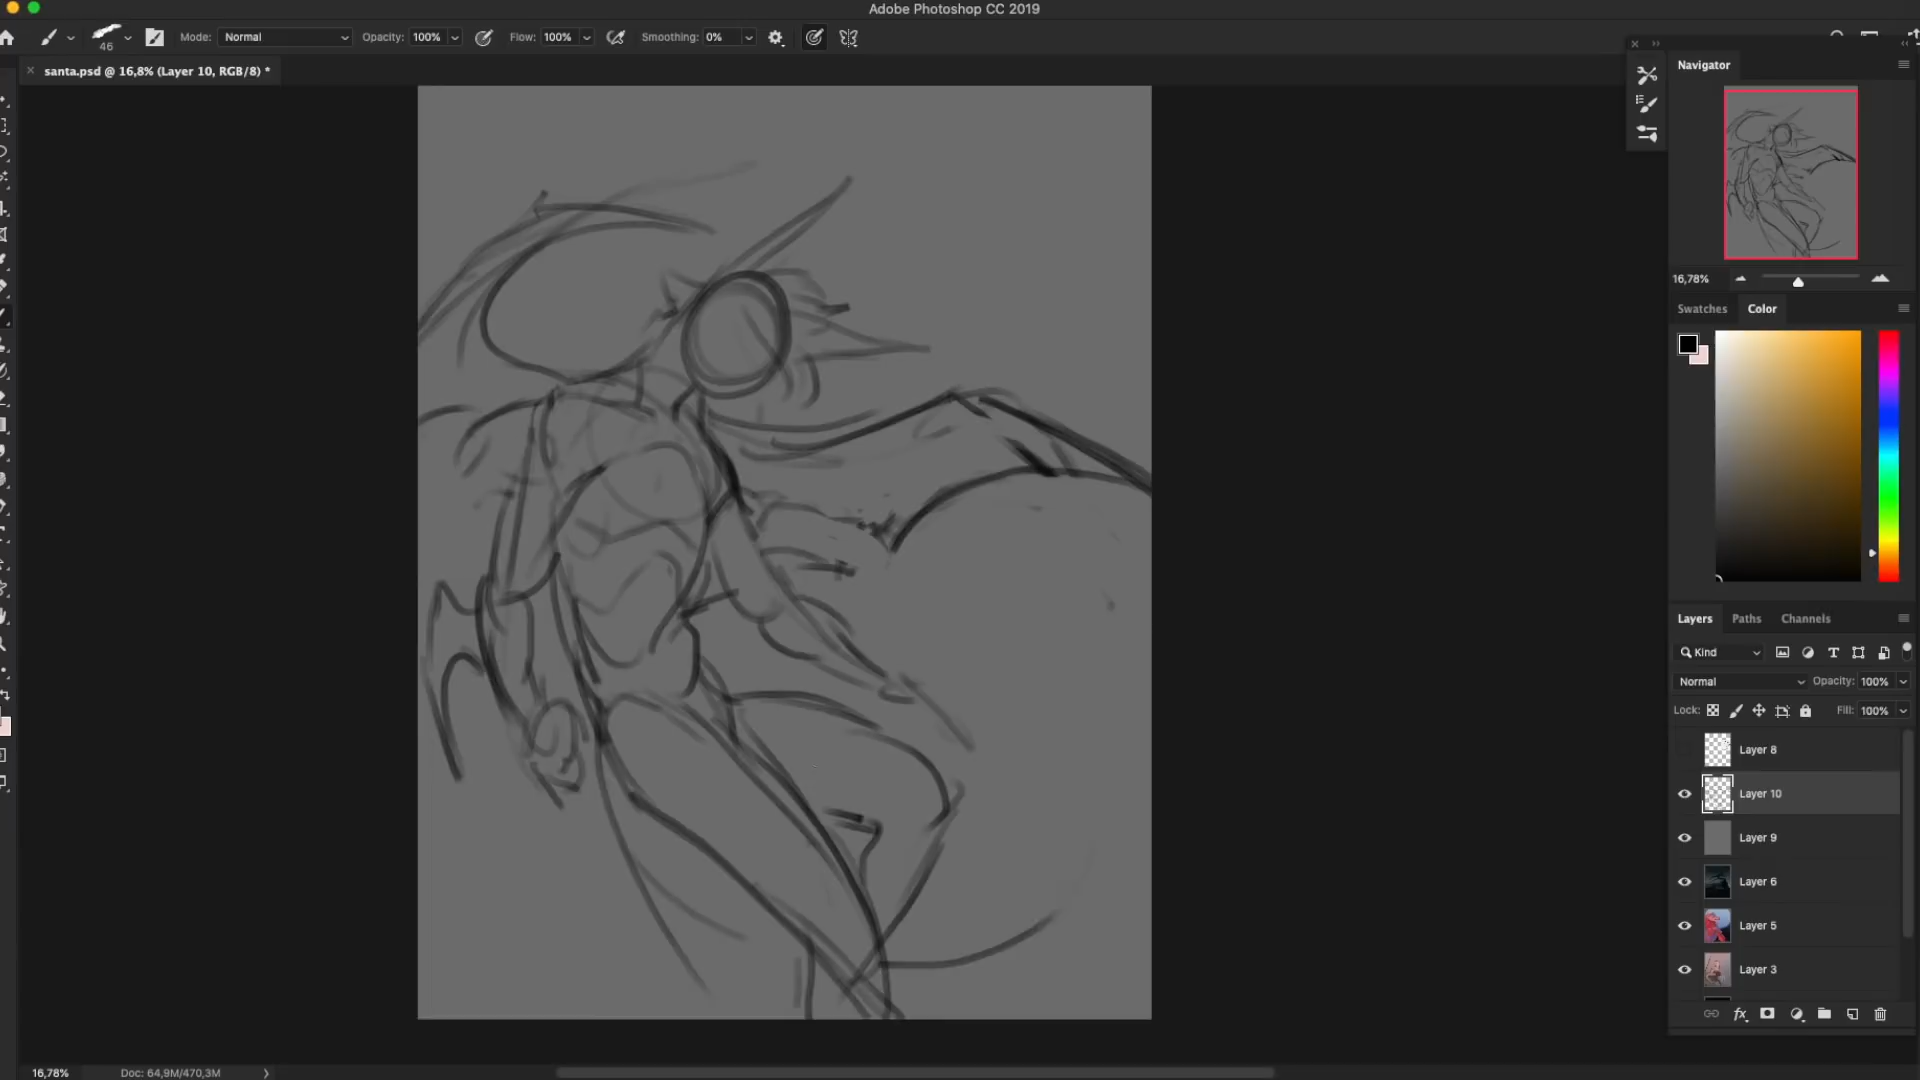 Adobe Photoshop CC 2019
46
Mode: Normal
Opacity: 100%
Flow: 100%
Smoothing: 0%
santa.psd @ 16,8% (Layer 10, RGB/8) *
Navigator
16,78%
Swatches Color
Layers Paths Channels
Kind
Normal
Opacity: 100%
Lock:
Fill: 100%
Layer 8
Layer 10
Layer 9
Layer 6
Layer 5
Layer 3
fx
16,78%
Doc: 64,9M/470,3M